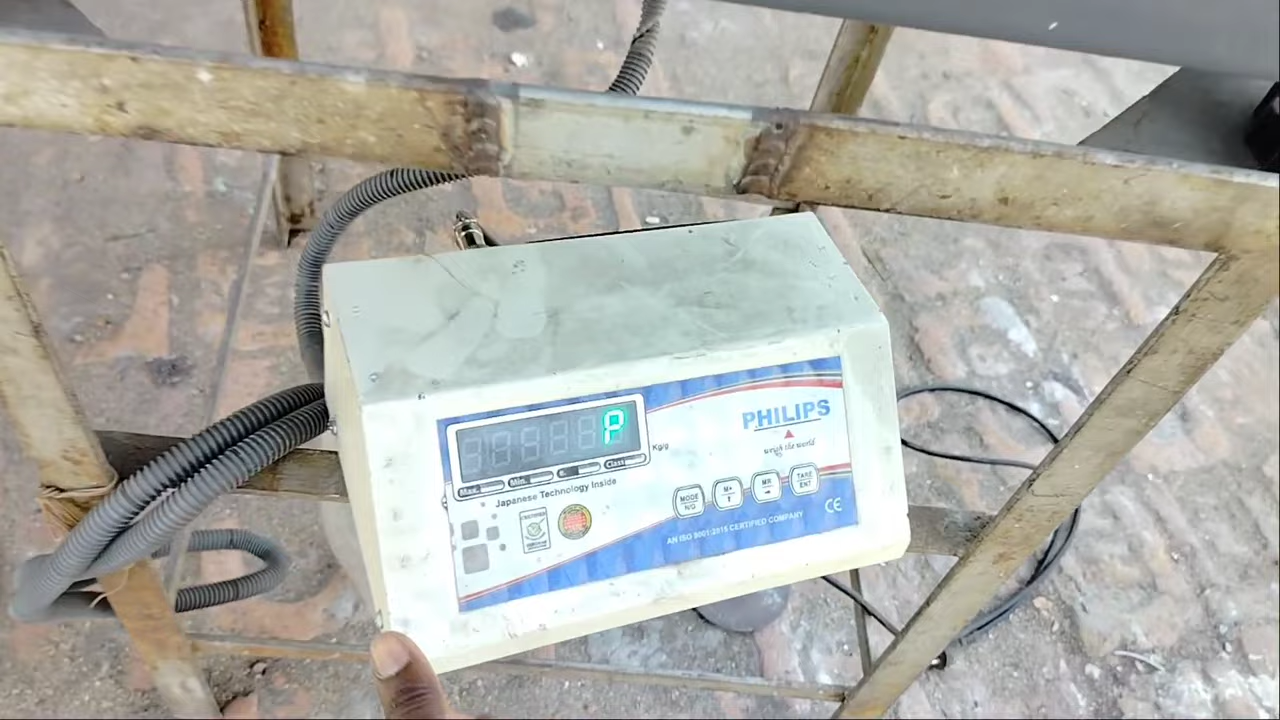 P
Kg/g
Max.
Min.
Class
Japanese Technology Inside
PHILIPS
weigh the world
MODE
N/G
M+
MR
TARE
ENT
AN ISO 9001:2015 CERTIFIED COMPANY
CE